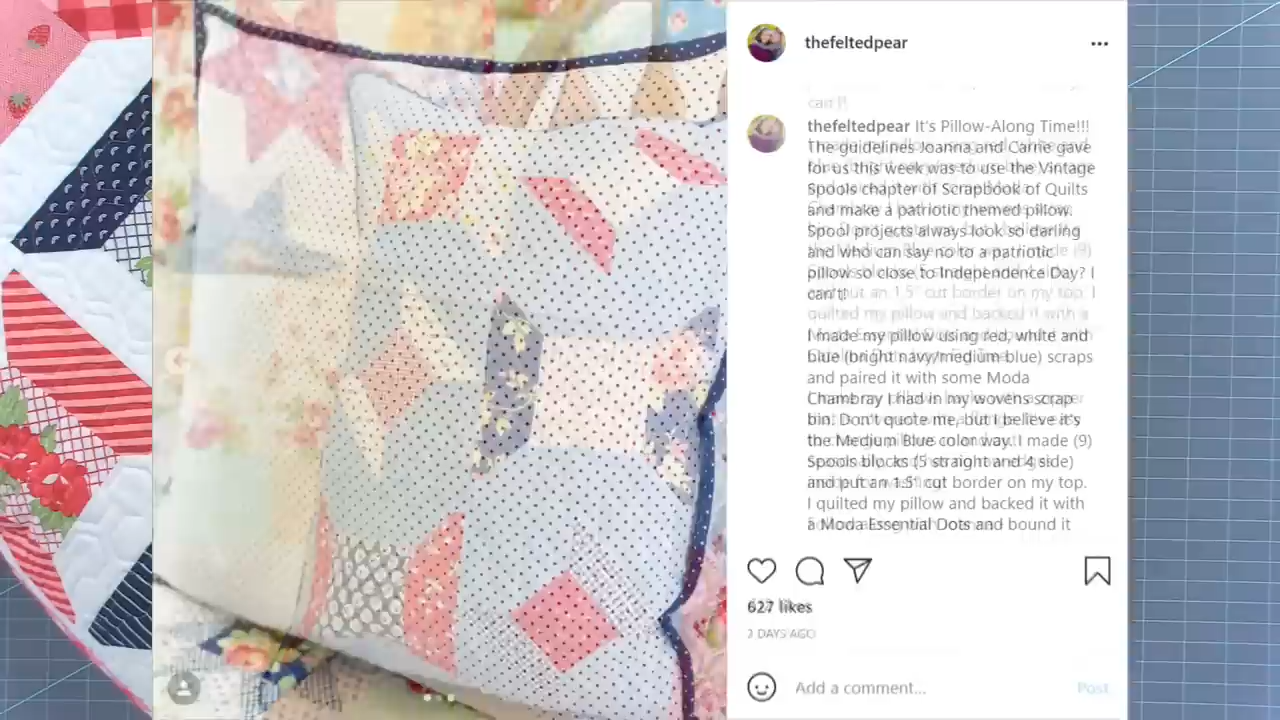 thefeltedpear
can't!
thefeltedpear It's Pillow-Along Time!!!
The guidelines Joanna and Carrie gave
for us this week was to use the Vintage
Spools chapter of Scrapbook of Quilts
and make a patriotic themed pillow.
Spool projects always look so darling
and who can say no to a patriotic
pillow so close to Independence Day? I
can't!
I made my pillow using red, white and
blue (bright navy/medium blue) scraps
and paired it with some Moda
Chambray I had in my wovens scrap
bin. Don't quote me, but I believe it's
the Medium Blue colorway. I made (9)
Spools blocks (5 straight and 4 side)
and put an 1.5" cut border on my top.
I quilted my pillow and backed it with
a Moda Essential Dots and I bound it
627 likes
3 DAYS AGO
Add a comment...
Post